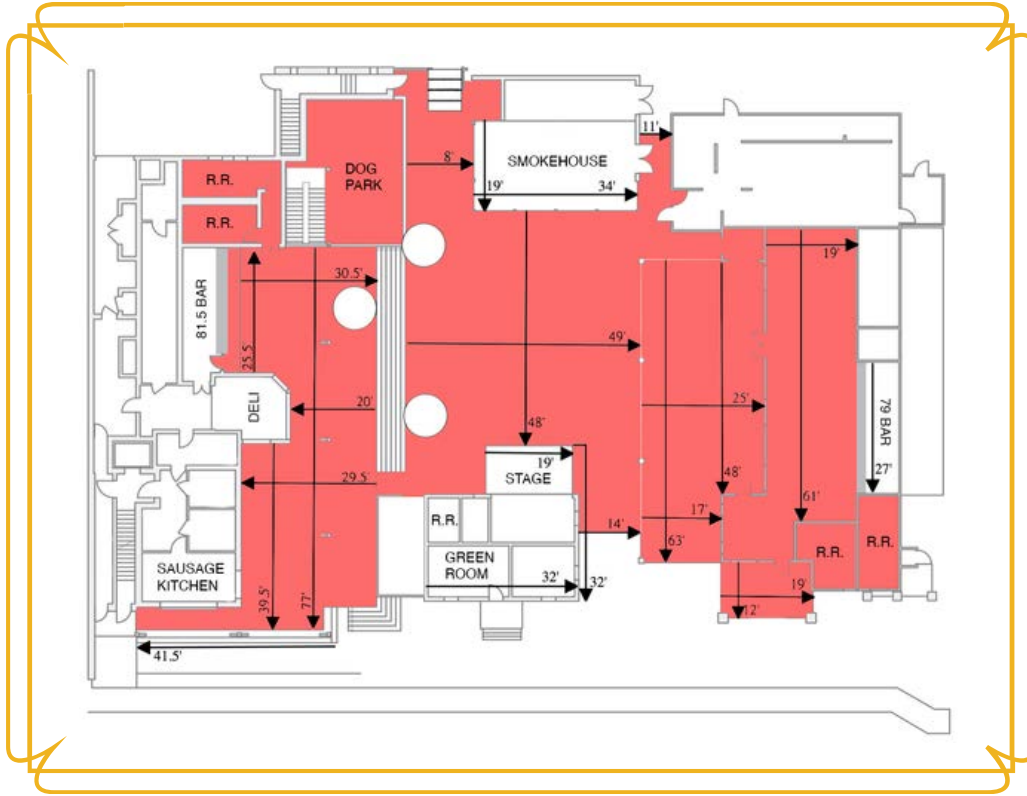 11'
DOG
PARK
8'
SMOKEHOUSE
R.R.
19'
34'
R.R.
30.5'
19'
81.5 BAR
49'
25.5'
DELI
20'
25'
79 BAR
48'
19'
STAGE
29.5'
48'
27'
61'
R.R.
14'
17'
63'
GREEN
ROOM
R.R.
R.R.
SAUSAGE
KITCHEN
32'
32'
19'
39.5'
77'
12'
41.5'